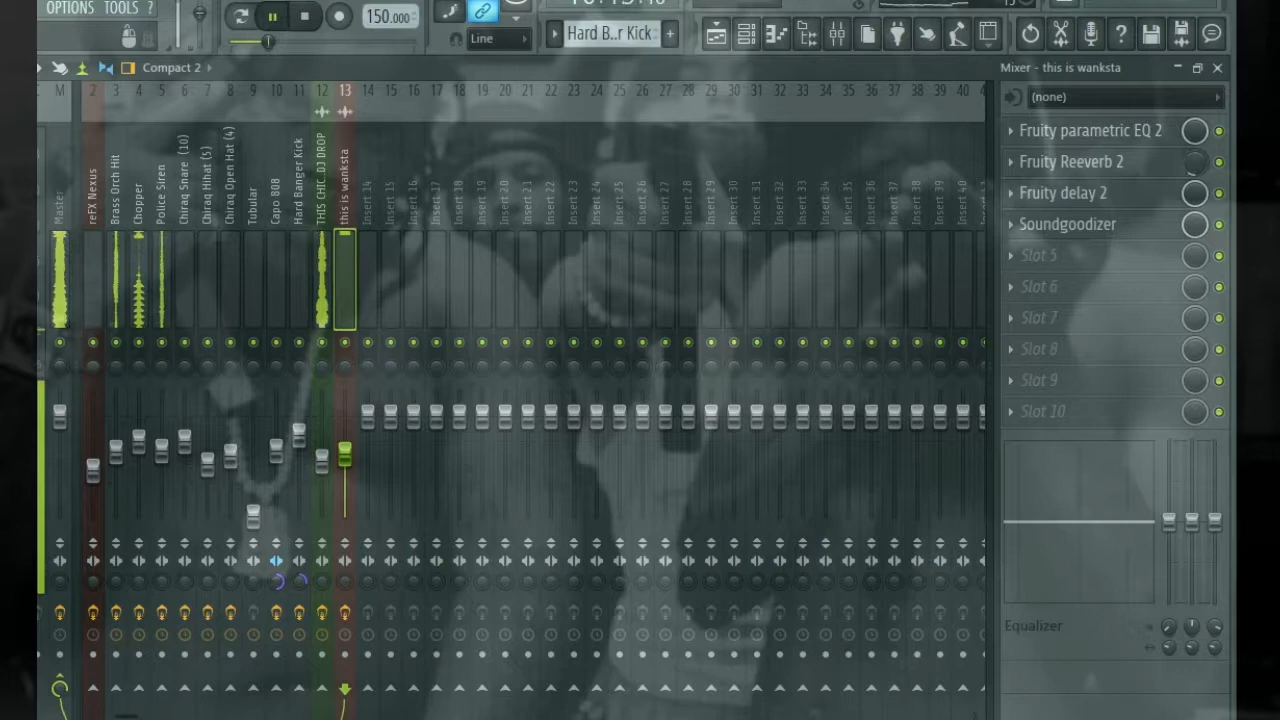 OPTIONS TOOLS ?
150.000
Line
Hard B..r Kick
Compact 2
Mixer - this is wanksta
C M 2 3 4 5 6 7 8 9 10 11 12 13 14 15 16 17 18 19 20 21 22 23 24 25 26 27 28 29 30 31 32 33 34 35 36 37 38 39 40
(none)
Master
reFX Nexus
Brass Orch Hit
Chopper
Police Siren
Chiraq Snare (10)
Chiraq Hihat (5)
Chiraq Open Hat (4)
Tubular
Capo 808
Hard Banger Kick
THIS CHIC...DJ DROP
this is wanksta
Insert 14
Insert 15
Insert 16
Insert 17
Insert 18
Insert 19
Insert 20
Insert 21
Insert 22
Insert 23
Insert 24
Insert 25
Insert 26
Insert 27
Insert 28
Insert 29
Insert 30
Insert 31
Insert 32
Insert 33
Insert 34
Insert 35
Insert 36
Insert 37
Insert 38
Insert 39
Insert 40
Fruity parametric EQ 2
Fruity Reeverb 2
Fruity delay 2
Soundgoodizer
Slot 5
Slot 6
Slot 7
Slot 8
Slot 9
Slot 10
Equalizer